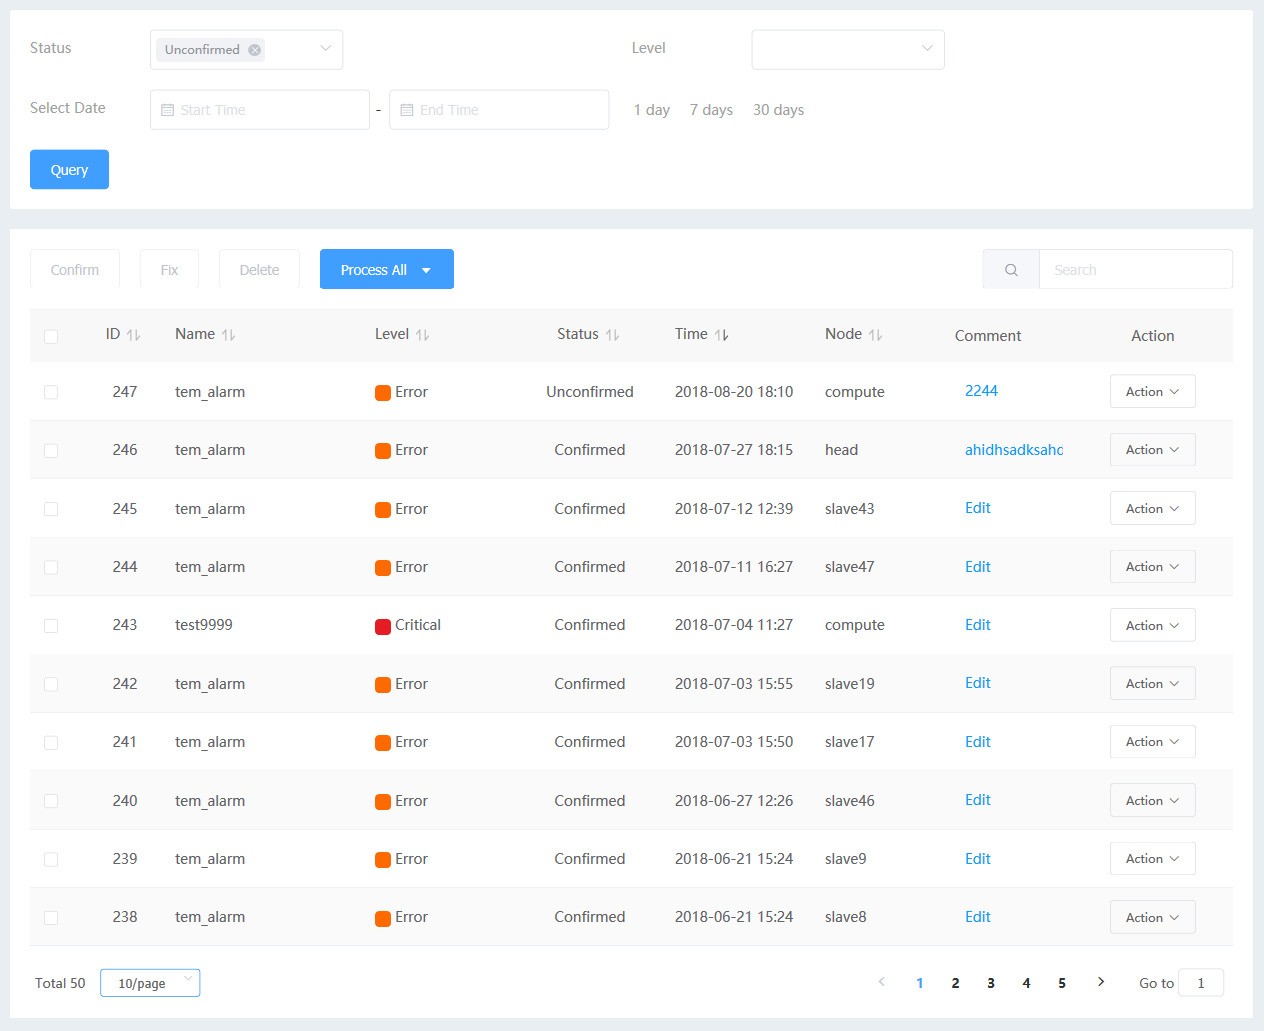 Status Unconfirmed Level
Select Date Start Time - End Time 1 day 7 days 30 days
Query
Confirm Fix Delete Process All Search
ID Name Level Status Time Node Comment Action
247 tem_alarm Error Unconfirmed 2018-08-20 18:10 compute 2244 Action
246 tem_alarm Error Confirmed 2018-07-27 18:15 head ahidhsadksahd Action
245 tem_alarm Error Confirmed 2018-07-12 12:39 slave43 Edit Action
244 tem_alarm Error Confirmed 2018-07-11 16:27 slave47 Edit Action
243 test9999 Critical Confirmed 2018-07-04 11:27 compute Edit Action
242 tem_alarm Error Confirmed 2018-07-03 15:55 slave19 Edit Action
241 tem_alarm Error Confirmed 2018-07-03 15:50 slave17 Edit Action
240 tem_alarm Error Confirmed 2018-06-27 12:26 slave46 Edit Action
239 tem_alarm Error Confirmed 2018-06-21 15:24 slave9 Edit Action
238 tem_alarm Error Confirmed 2018-06-21 15:24 slave8 Edit Action
Total 50 10/page 1 2 3 4 5 Go to 1